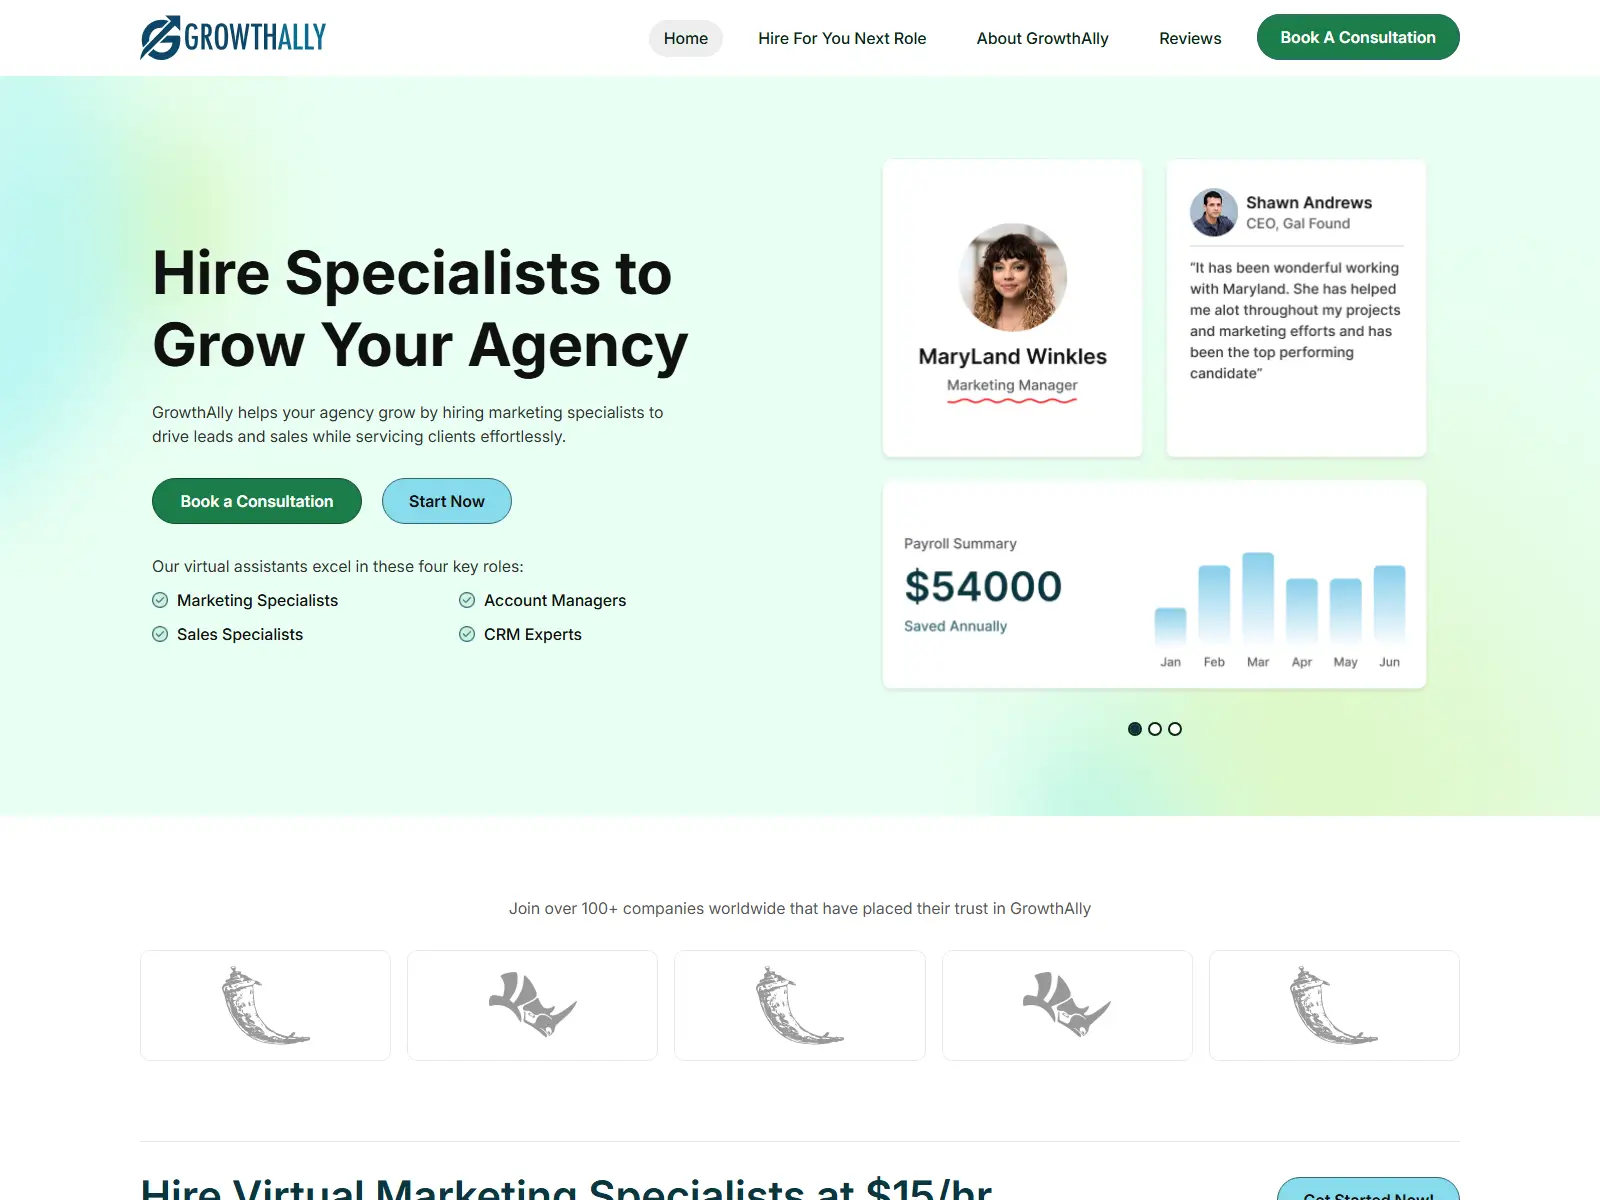 GROWTHALLY
Home
Hire For You Next Role
About GrowthAlly
Reviews
Book A Consultation
Hire Specialists to
Grow Your Agency
GrowthAlly helps your agency grow by hiring marketing specialists to
drive leads and sales while servicing clients effortlessly.
Book a Consultation
Start Now
Our virtual assistants excel in these four key roles:
Marketing Specialists
Account Managers
Sales Specialists
CRM Experts
MaryLand Winkles
Marketing Manager
Shawn Andrews
CEO, Gal Found
“It has been wonderful working
with Maryland. She has helped
me alot throughout my projects
and marketing efforts and has
been the top performing
candidate”
Payroll Summary
$54000
Saved Annually
Jan Feb Mar Apr May Jun
Join over 100+ companies worldwide that have placed their trust in GrowthAlly
Hire Virtual Marketing Specialists at $15/hr
Get Started Now!